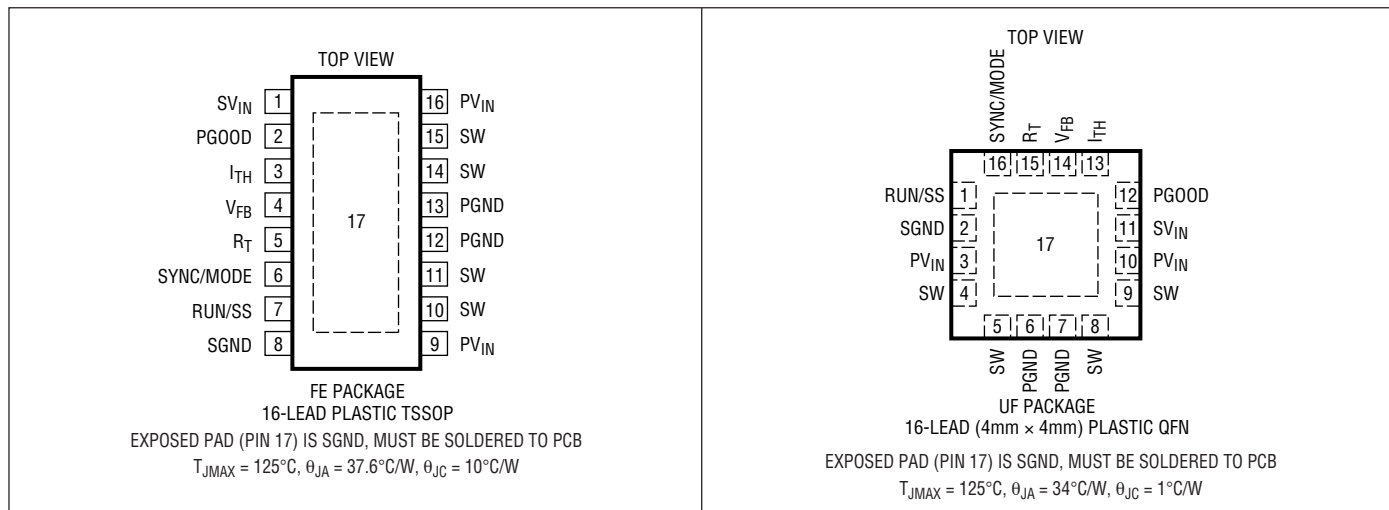 TOP VIEW
SV_IN 1
PGOOD 2
I_TH 3
V_FB 4
R_T 5
SYNC/MODE 6
RUN/SS 7
SGND 8
16 PV_IN
15 SW
14 SW
13 PGND
12 PGND
11 SW
10 SW
9 PV_IN
17
FE PACKAGE
16-LEAD PLASTIC TSSOP
EXPOSED PAD (PIN 17) IS SGND, MUST BE SOLDERED TO PCB
T_JMAX = 125°C, θ_JA = 37.6°C/W, θ_JC = 10°C/W
TOP VIEW
SYNC/MODE
R_T
V_FB
I_TH
16 15 14 13
RUN/SS 1
SGND 2
PV_IN 3
SW 4
17
12 PGOOD
11 SV_IN
10 PV_IN
9 SW
5 6 7 8
SW
PGND
PGND
SW
UF PACKAGE
16-LEAD (4mm × 4mm) PLASTIC QFN
EXPOSED PAD (PIN 17) IS SGND, MUST BE SOLDERED TO PCB
T_JMAX = 125°C, θ_JA = 34°C/W, θ_JC = 1°C/W